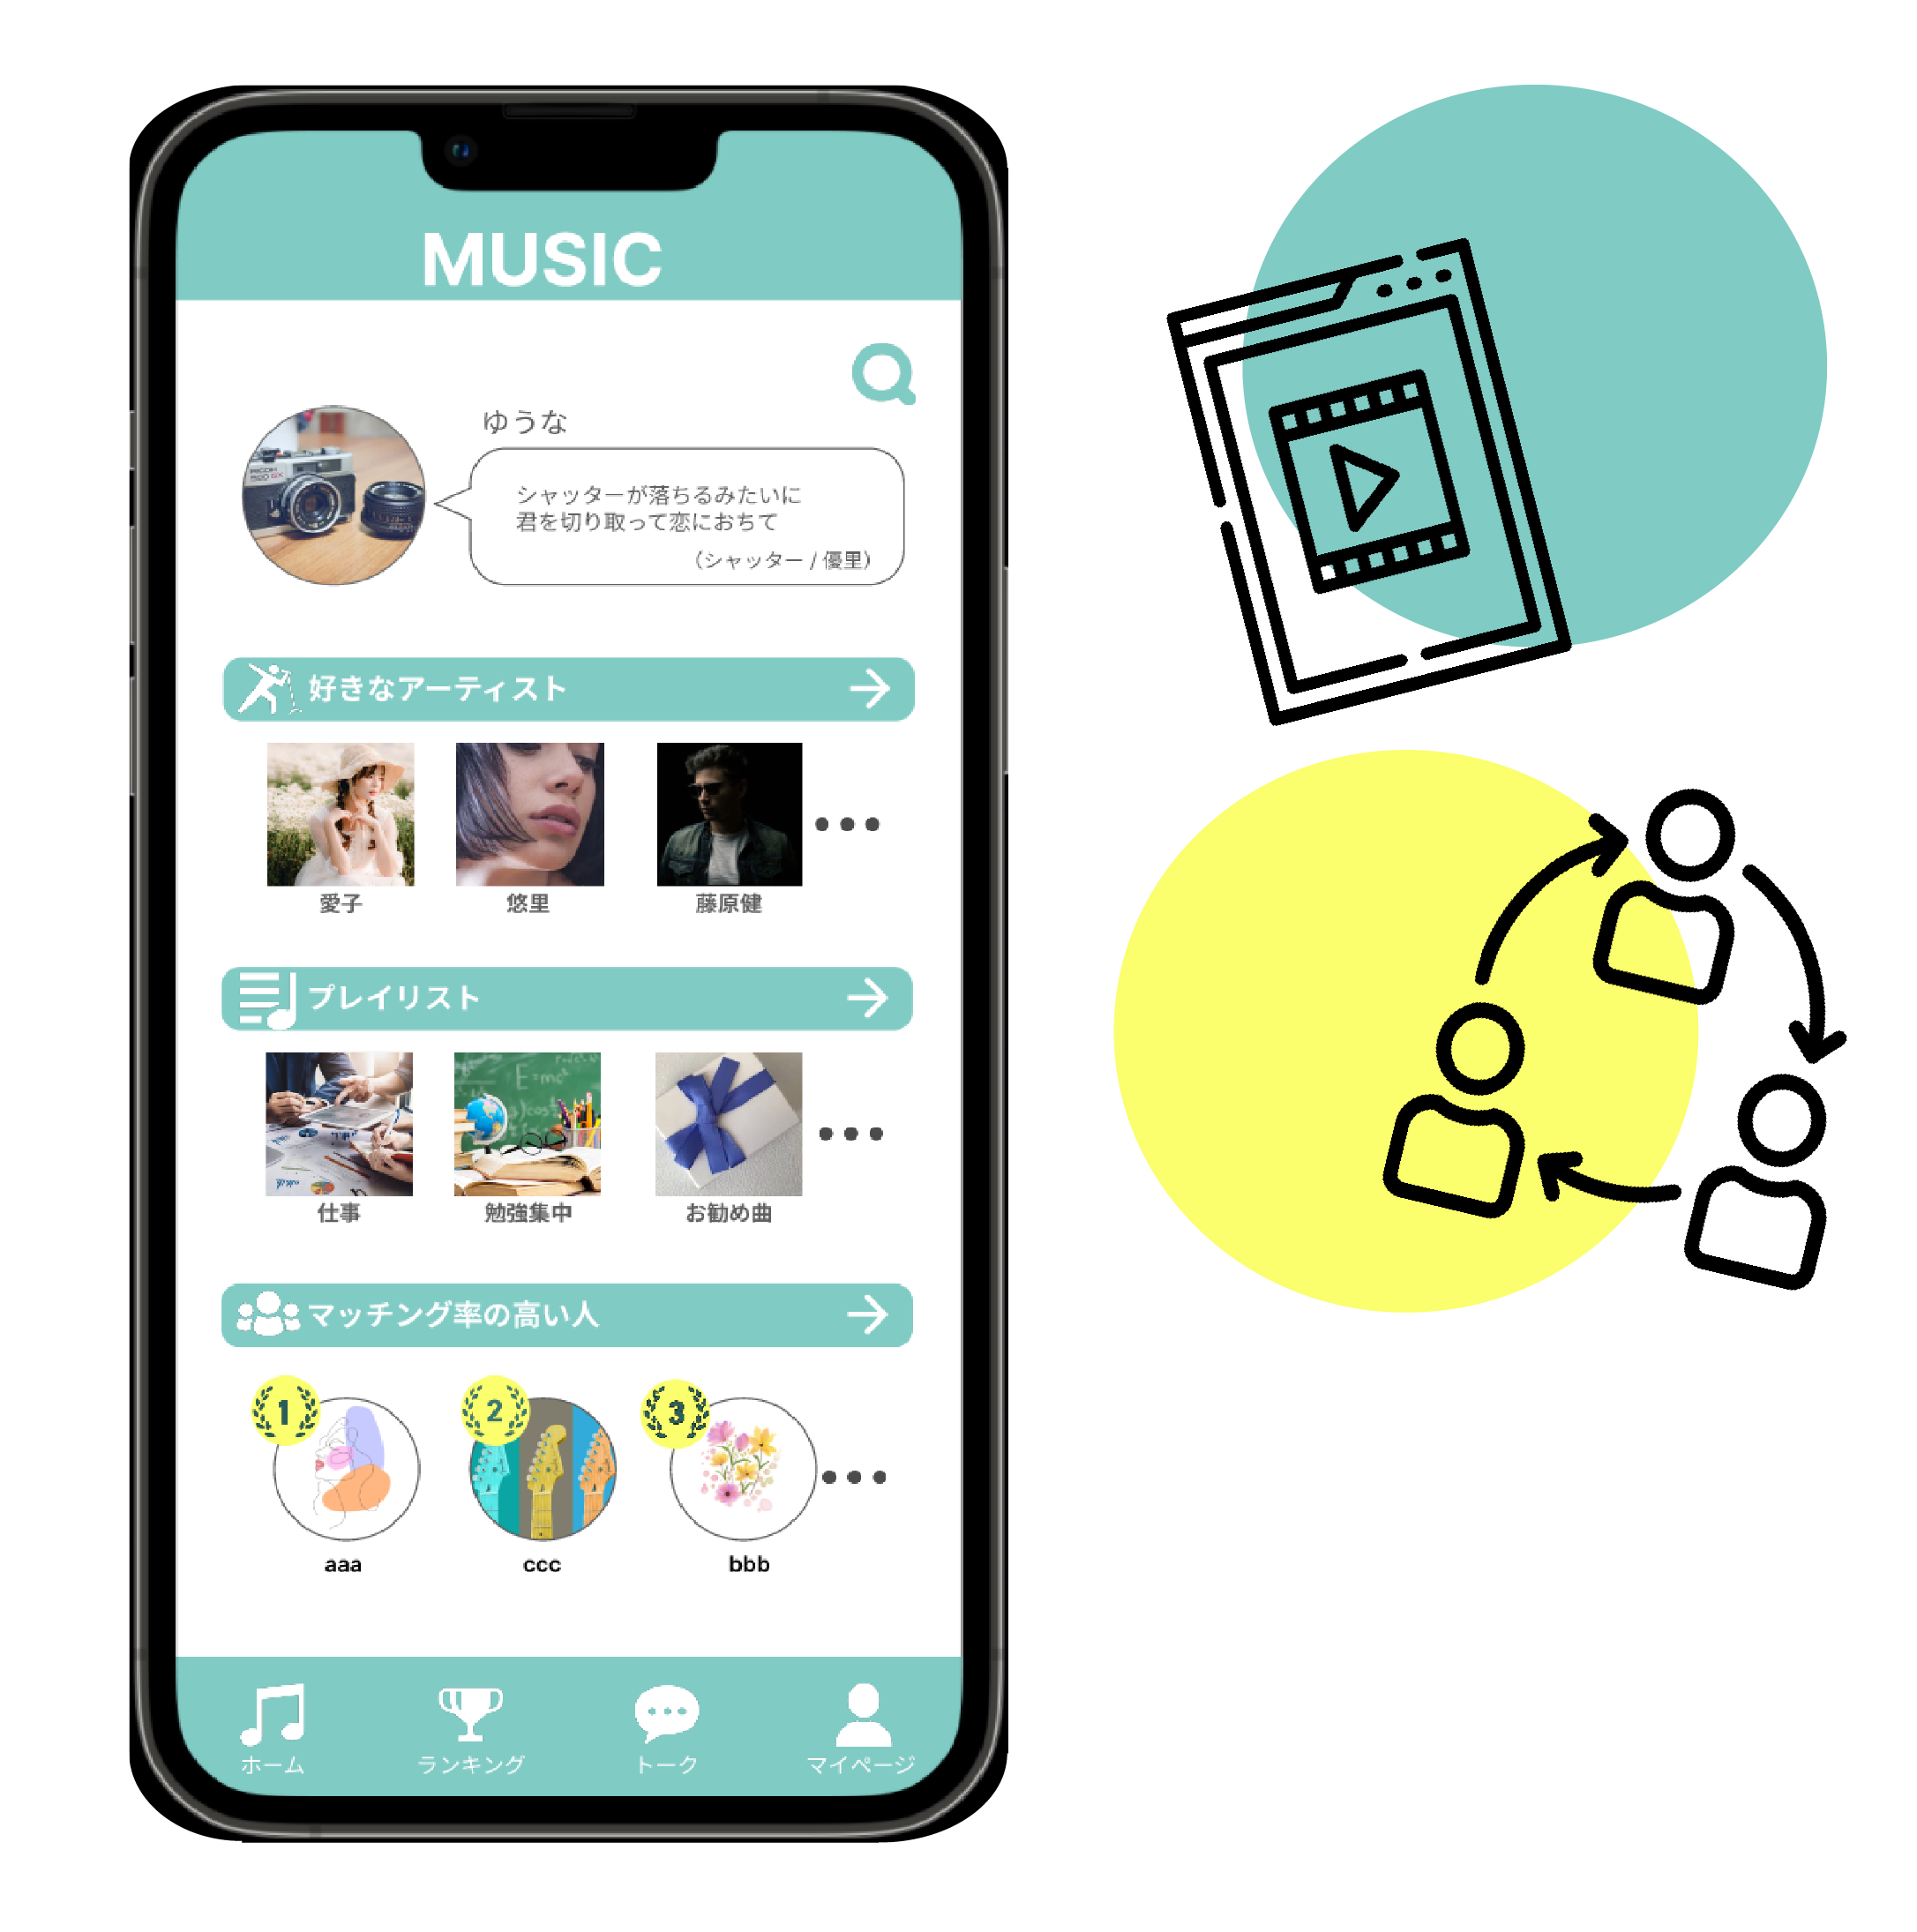 MUSIC
ゆうな
シャッターが落ちるみたいに
君を切り取って恋におちて
（シャッター / 優里）
好きなアーティスト
愛子
悠里
藤原健
プレイリスト
E=mc²
仕事
勉強集中
お勧め曲
マッチング率の高い人
1
2
3
aaa
ccc
bbb
ホーム
ランキング
トーク
マイページ